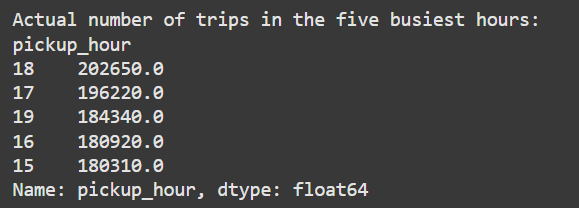 Actual number of trips in the five busiest hours:
pickup_hour
18    202650.0
17    196220.0
19    184340.0
16    180920.0
15    180310.0
Name: pickup_hour, dtype: float64